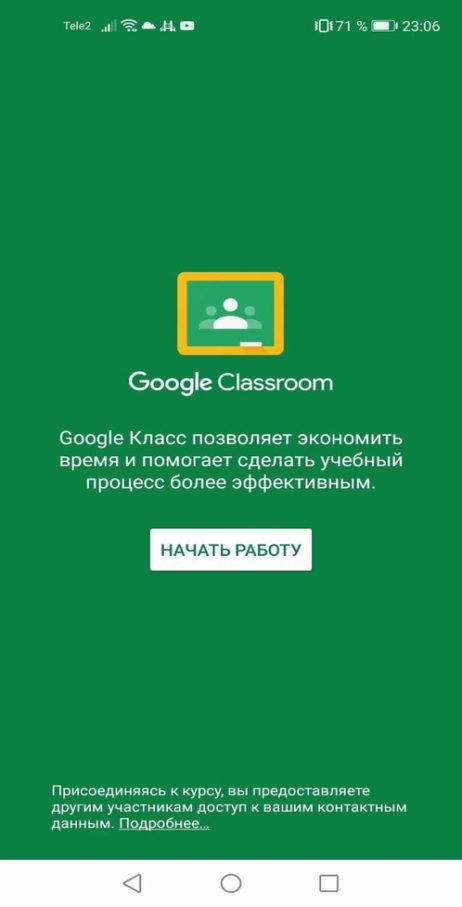 Tele2 71 % 23:06
Google Classroom
Google Класс позволяет экономить
время и помогает сделать учебный
процесс более эффективным.
НАЧАТЬ РАБОТУ
Присоединяясь к курсу, вы предоставляете
другим участникам доступ к вашим контактным
данным. Подробнее...